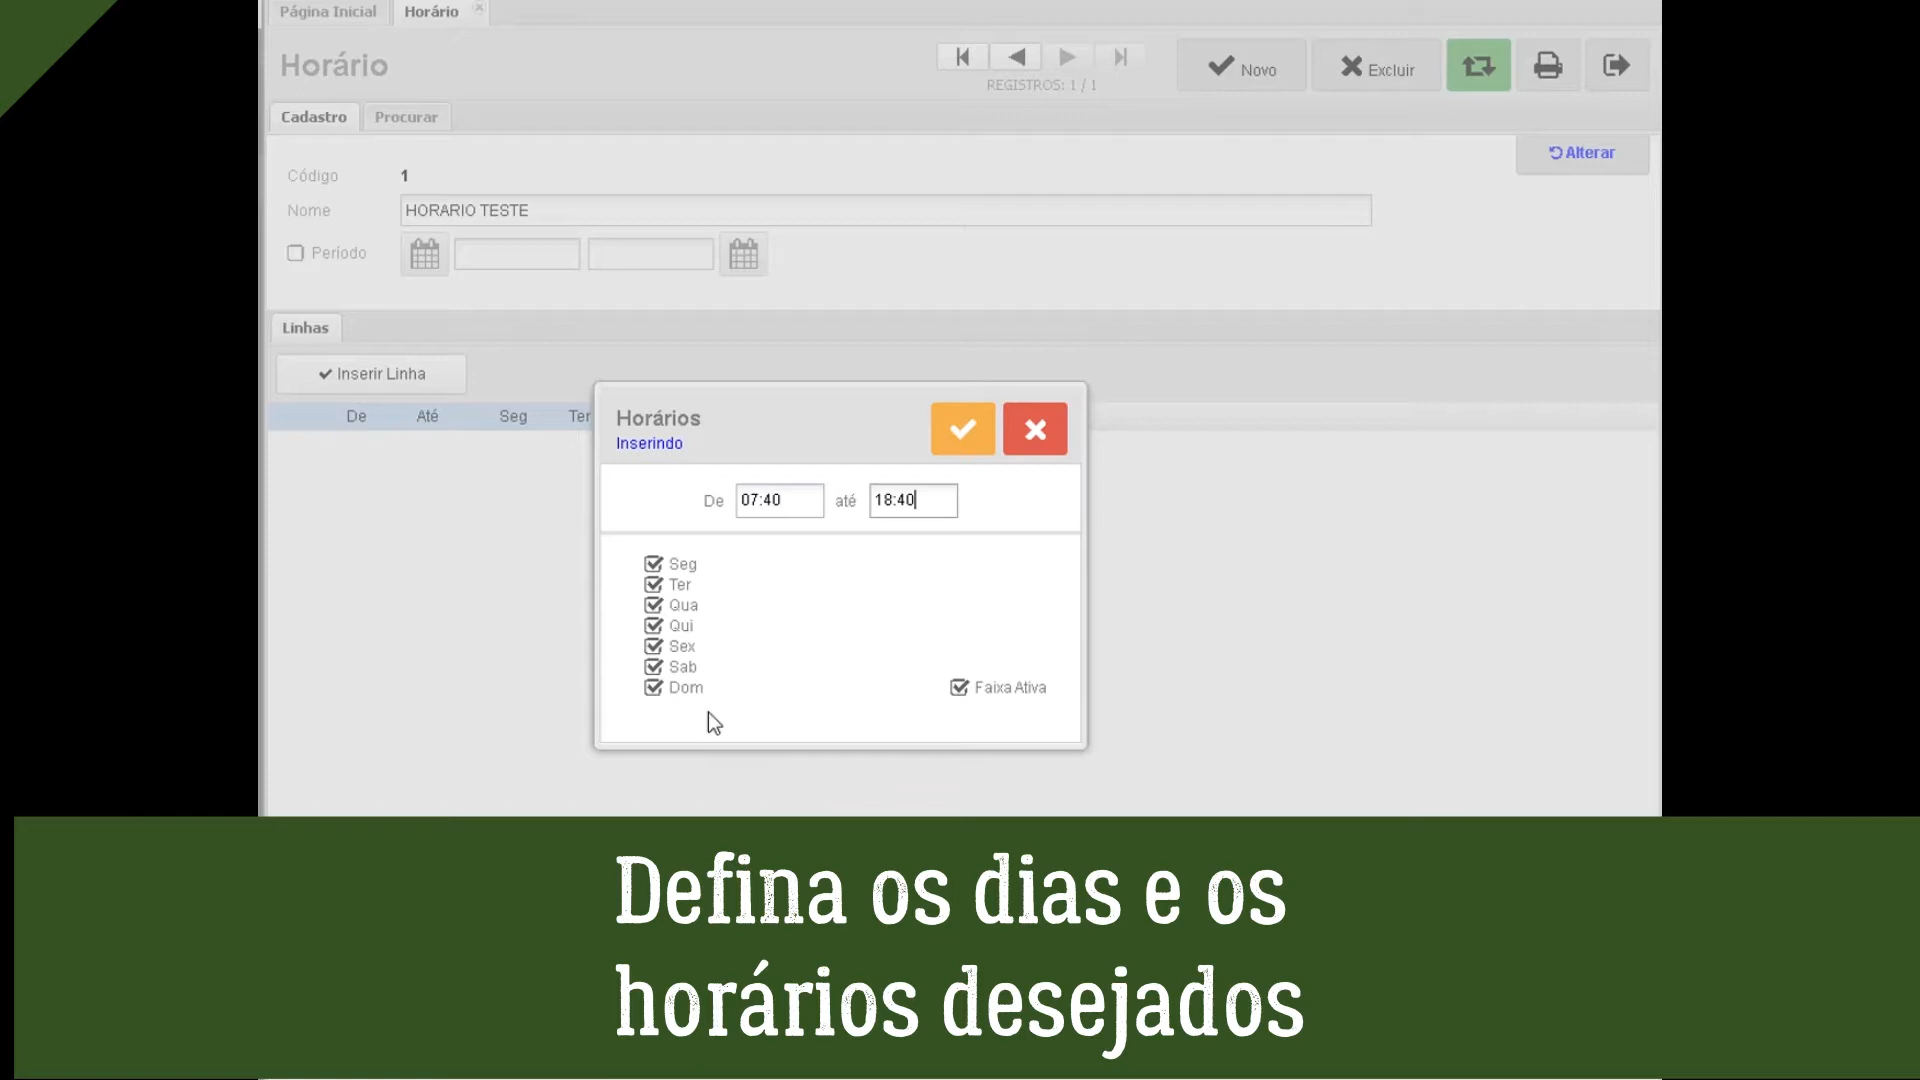 Página Inicial Horário
Horário
REGISTROS: 1 / 1
Novo Excluir
Cadastro Procurar
Alterar
Código 1
Nome HORARIO TESTE
Período
Linhas
Inserir Linha
De Até Seg Ter
Horários
Inserindo
De 07:40 até 18:40
Seg
Ter
Qua
Qui
Sex
Sab
Dom Faixa Ativa
Defina os dias e os
horários desejados